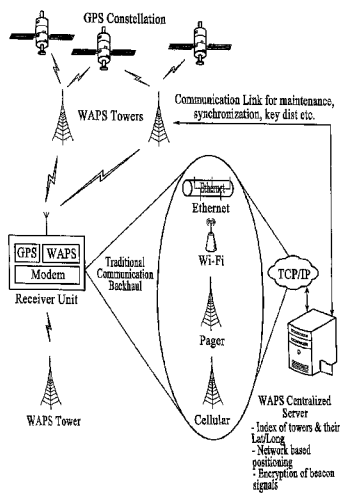 GPS Constellation
WAPS Towers
Communication Link for maintenance,
synchronization, key dist etc.
Ethernet
Ethernet
Wi-Fi
GPS
WAPS
Modem
Receiver Unit
Traditional
Communication
Backhaul
TCP/IP
Pager
WAPS Tower
Cellular
WAPS Centralized
Server
- Index of towers & their
Lat/Long
- Network based
positioning
- Encryption of beacon
signals